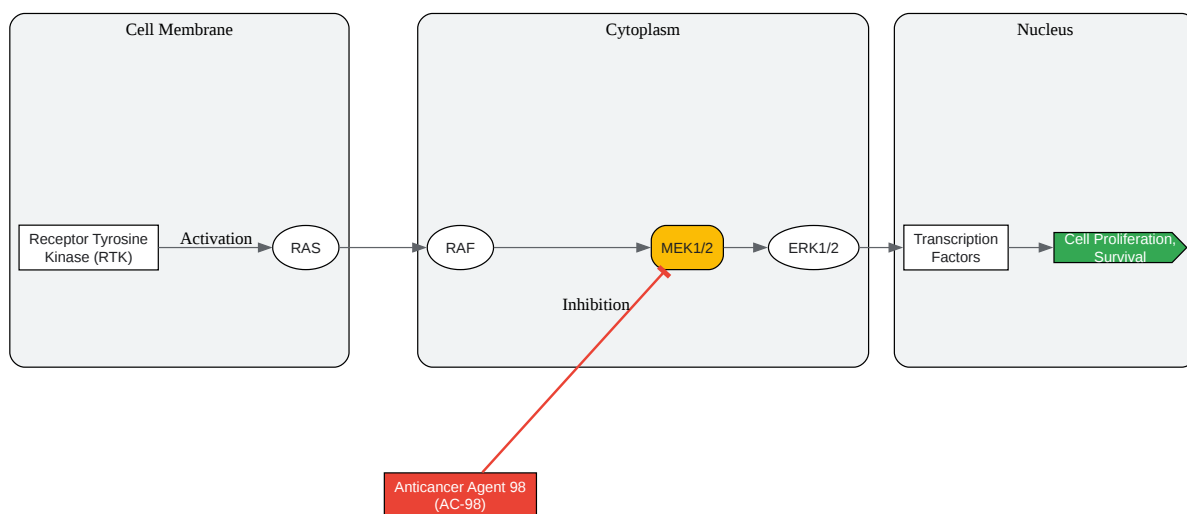 Cell Membrane
Cytoplasm
Nucleus
Receptor Tyrosine
Kinase (RTK)
Activation
RAS
RAF
MEK1/2
ERK1/2
Transcription
Factors
Cell Proliferation,
Survival
Inhibition
Anticancer Agent 98
(AC-98)